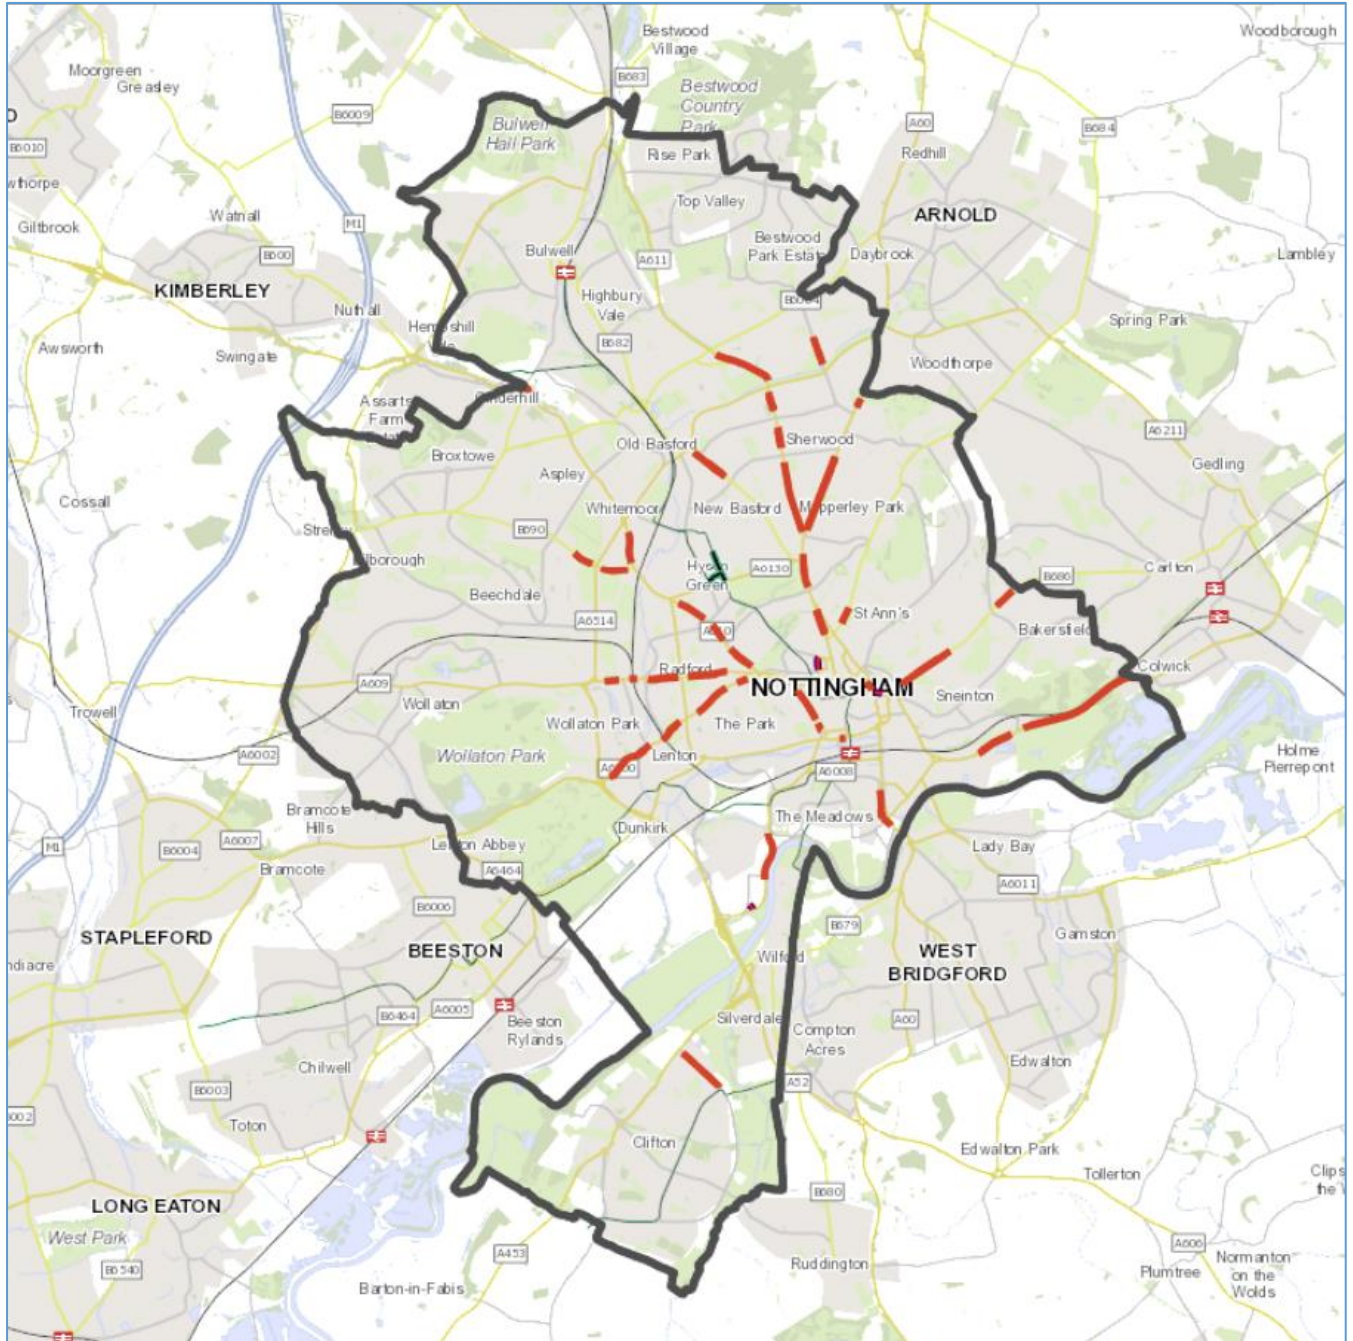 Bestwood
Village
Woodborough
Moorgreen
Greasley
B683
Bestwood
Country
Park
B6009
Bulwell
Hall Park
A60
B684
B6010
Rise Park
Redhill
Giltbrook
Watnall
M1
Top Valley
ARNOLD
B600
Bulwell
A611
Bestwood
Park Estate
Daybrook
Lambley
KIMBERLEY
Highbury
Vale
Nuthall
Spring Park
Awsworth
Swingate
B682
Woodthorpe
Assarts
Farm
Cinderhill
A6211
Broxtowe
Old Basford
Sherwood
Gedling
Cossall
Aspley
Whitemoor
New Basford
Mapperley Park
B690
Hyson
Green
A6130
B686
Carlton
Beechdale
A6514
St Ann's
Bakersfield
Colwick
A609
Radford
NOTTINGHAM
Trowell
Wollaton
Sneinton
Wollaton Park
The Park
A6002
Wollaton Park
Lenton
A6008
Holme
Pierrepont
Bramcote
Hills
The Meadows
M1
B6004
A6007
Dunkirk
Lady Bay
Bramcote
Lenton Abbey
A6464
A6011
B6006
B679
Gamston
STAPLEFORD
BEESTON
Wilford
WEST
BRIDGFORD
B6464
A6005
Beeston
Rylands
Silverdale
Compton
Acres
A60
Edwalton
Chilwell
A52
B6003
Toton
Clifton
Edwalton Park
Tollerton
LONG EATON
B680
West Park
A453
A606
B6540
Ruddington
Plumtree
Normanton
on the
Wolds
Barton-in-Fabis